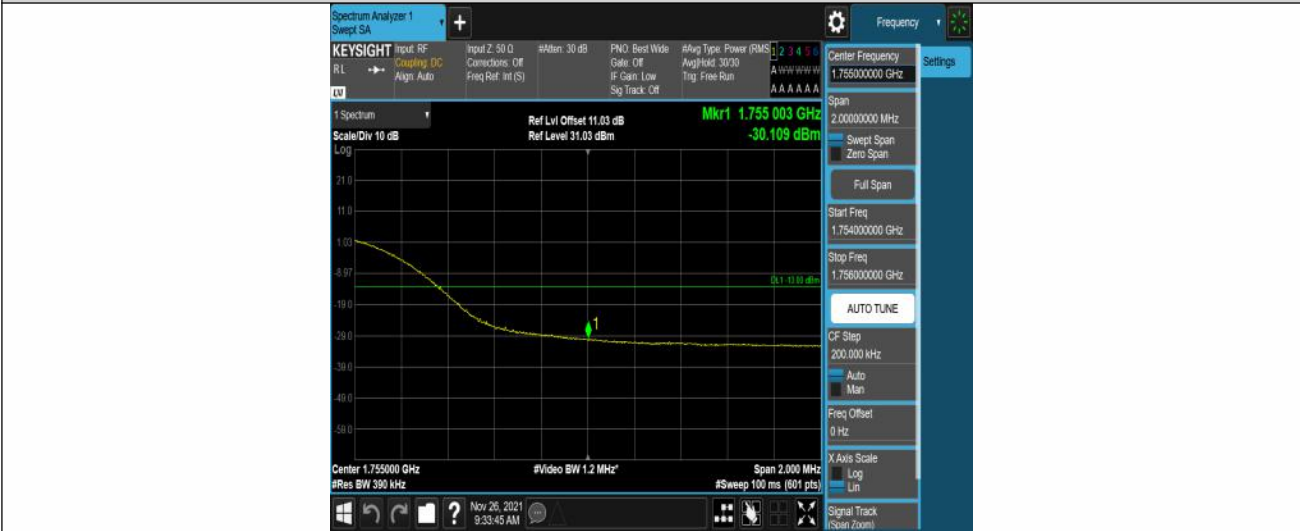 Spectrum Analyzer 1
Swept SA
Frequency
KEYSIGHT
Input: RF
Coupling: DC
Align: Auto
RL
Input Z: 50 Ω
Corrections: Off
Freq Ref: Int (S)
#Atten: 30 dB
PNO: Best Wide
Gate: Off
IF Gain: Low
Sig Track: Off
#Avg Type: Power (RMS
Avg|Hold: 30/30
Trig: Free Run
1 2 3 4 5 6
A W W W W W
A A A A A A
1 Spectrum
Scale/Div 10 dB
Log
Ref Lvl Offset 11.03 dB
Ref Level 31.03 dBm
Mkr1 1.755 003 GHz
-30.109 dBm
21.0
11.0
1.03
-8.97
-19.0
-29.0
-39.0
-49.0
-59.0
DL1 -13.00 dBm
1
Center 1.755000 GHz
#Res BW 390 kHz
#Video BW 1.2 MHz*
Span 2.000 MHz
#Sweep 100 ms (601 pts)
Nov 26, 2021
9:33:45 AM
?
Center Frequency
1.755000000 GHz
Settings
Span
2.00000000 MHz
Swept Span
Zero Span
Full Span
Start Freq
1.754000000 GHz
Stop Freq
1.756000000 GHz
AUTO TUNE
CF Step
200.000 kHz
Auto
Man
Freq Offset
0 Hz
X Axis Scale
Log
Lin
Signal Track
(Span Zoom)